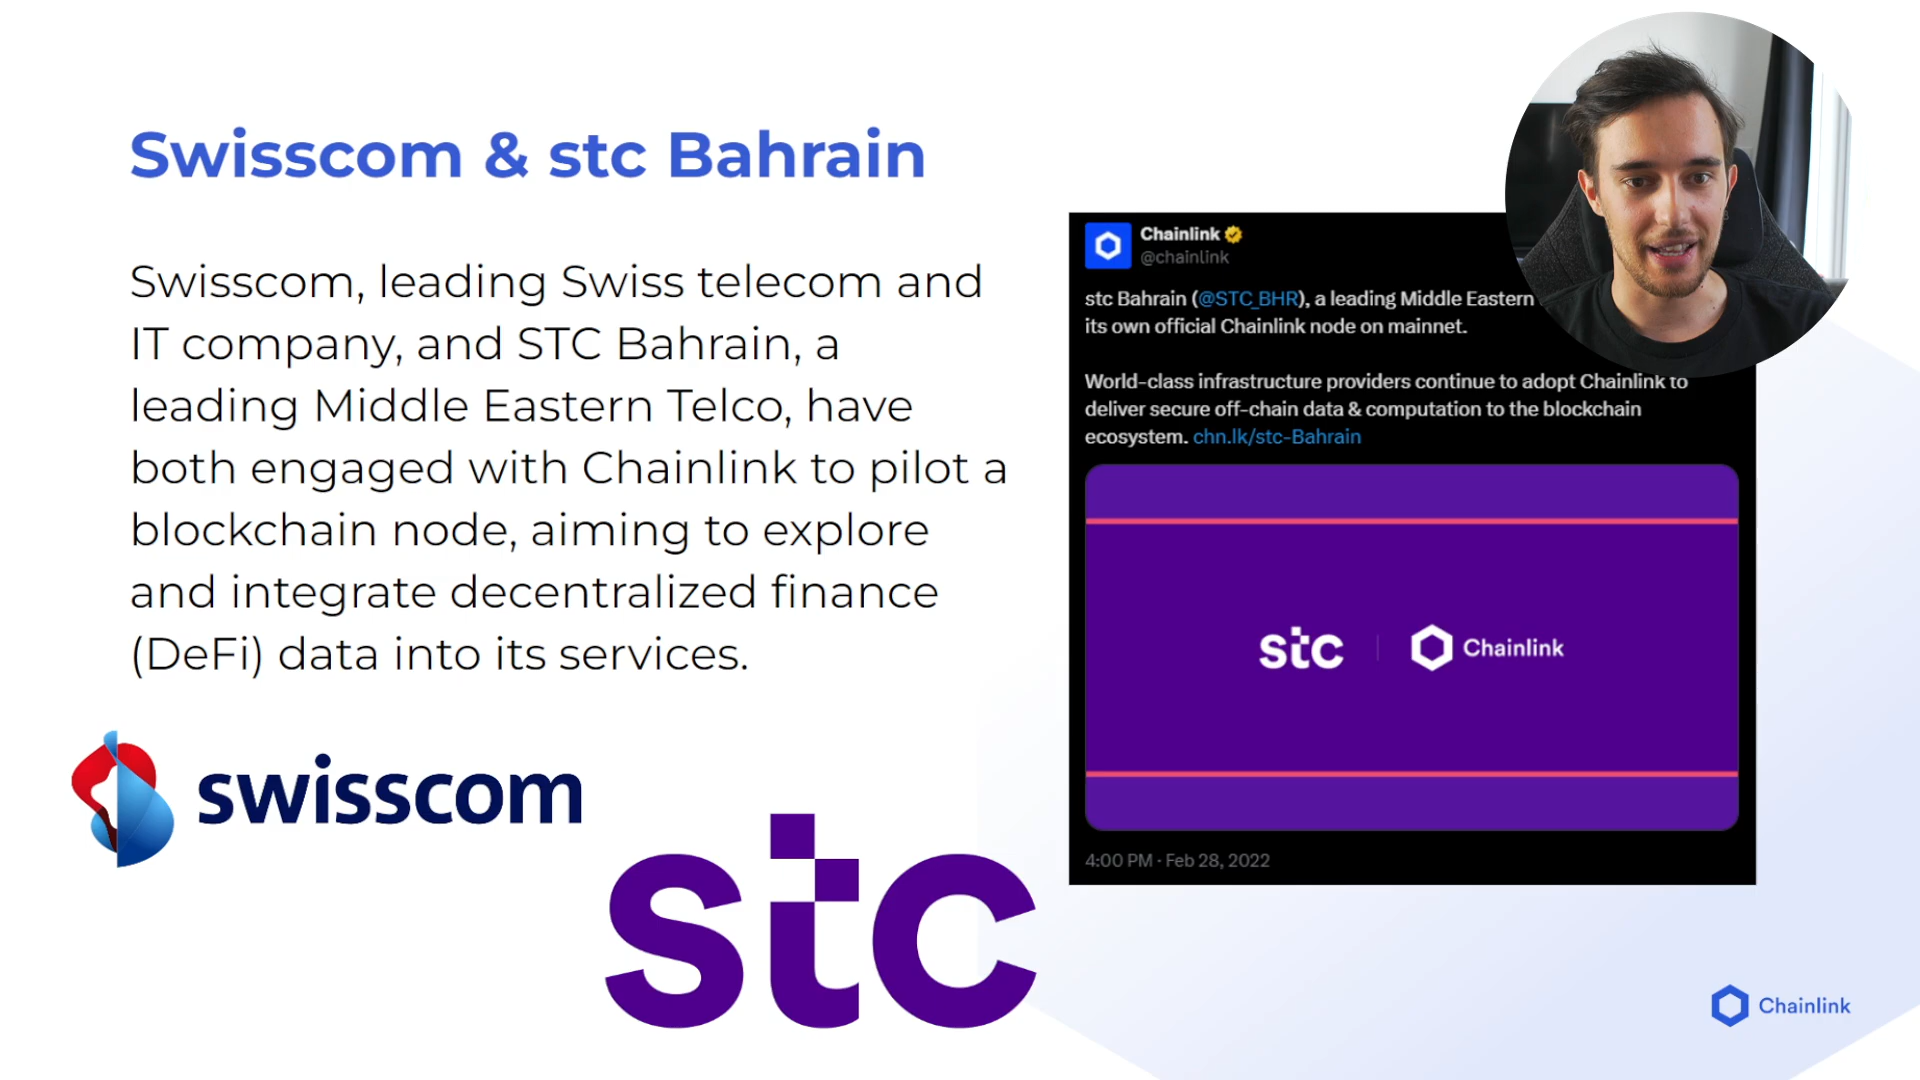 Swisscom & stc Bahrain
Swisscom, leading Swiss telecom and
IT company, and STC Bahrain, a
leading Middle Eastern Telco, have
both engaged with Chainlink to pilot a
blockchain node, aiming to explore
and integrate decentralized finance
(DeFi) data into its services.
swisscom
stc
Chainlink
@chainlink
stc Bahrain (@STC_BHR), a leading Middle Eastern
its own official Chainlink node on mainnet.
World-class infrastructure providers continue to adopt Chainlink to
deliver secure off-chain data & computation to the blockchain
ecosystem. chn.lk/stc-Bahrain
stc | Chainlink
4:00 PM · Feb 28, 2022
Chainlink